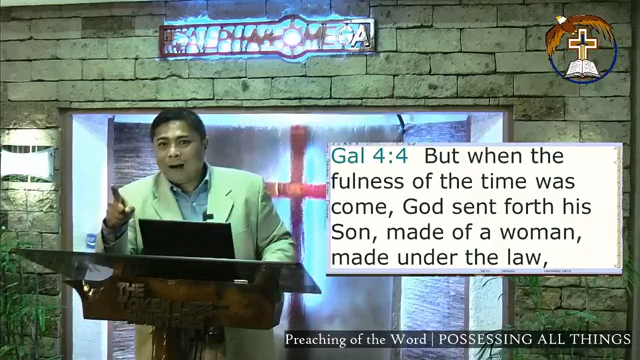 ALPHA OMEGA
Gal 4:4 But when the
fulness of the time was
come, God sent forth his
Son, made of a woman,
made under the law,
THE
Preaching of the Word | POSSESSING ALL THINGS